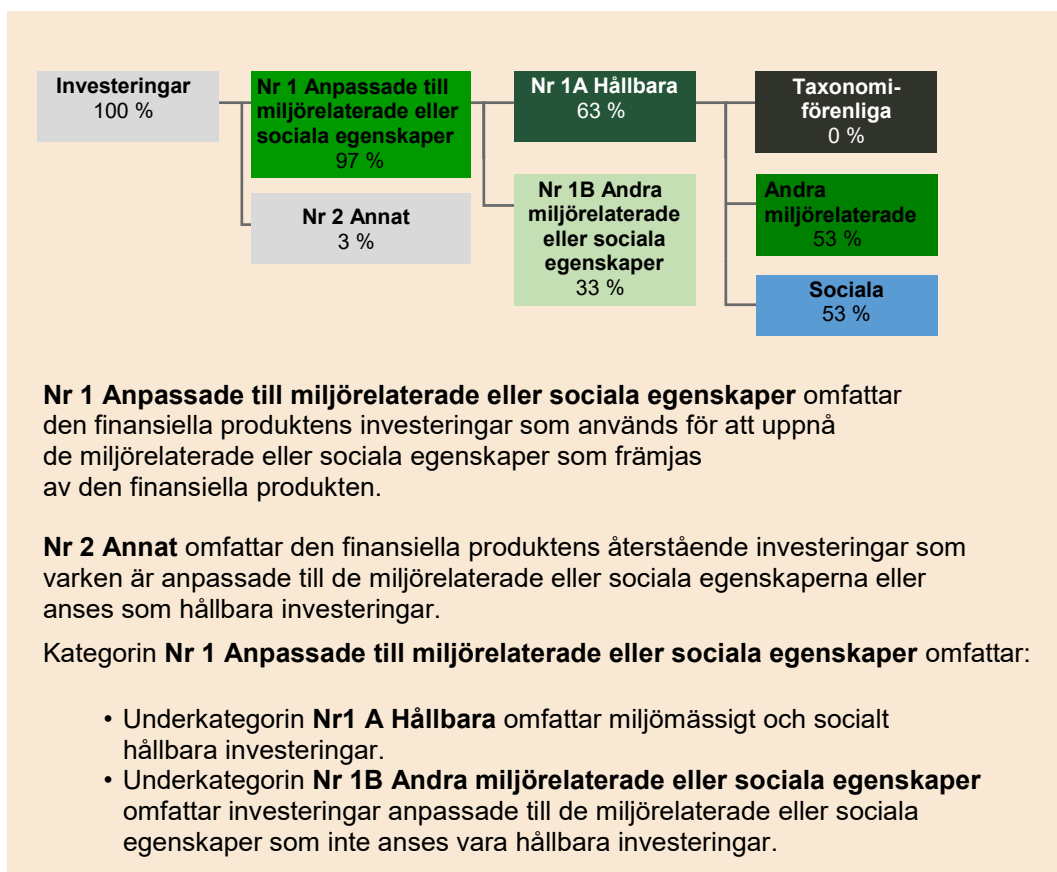 Investeringar
100 %
Nr 1 Anpassade till
miljörelaterade eller
sociala egenskaper
97 %
Nr 2 Annat
3 %
Nr 1A Hållbara
63 %
Nr 1B Andra
miljörelaterade
eller sociala
egenskaper
33 %
Taxonomi-
förenliga
0 %
Andra
miljörelaterade
53 %
Sociala
53 %
Nr 1 Anpassade till miljörelaterade eller sociala egenskaper omfattar
den finansiella produktens investeringar som används för att uppnå
de miljörelaterade eller sociala egenskaper som främjas
av den finansiella produkten.
Nr 2 Annat omfattar den finansiella produktens återstående investeringar som
varken är anpassade till de miljörelaterade eller sociala egenskaperna eller
anses som hållbara investeringar.
Kategorin Nr 1 Anpassade till miljörelaterade eller sociala egenskaper omfattar:
• Underkategorin Nr1 A Hållbara omfattar miljömässigt och socialt
hållbara investeringar.
• Underkategorin Nr 1B Andra miljörelaterade eller sociala egenskaper
omfattar investeringar anpassade till de miljörelaterade eller sociala
egenskaper som inte anses vara hållbara investeringar.